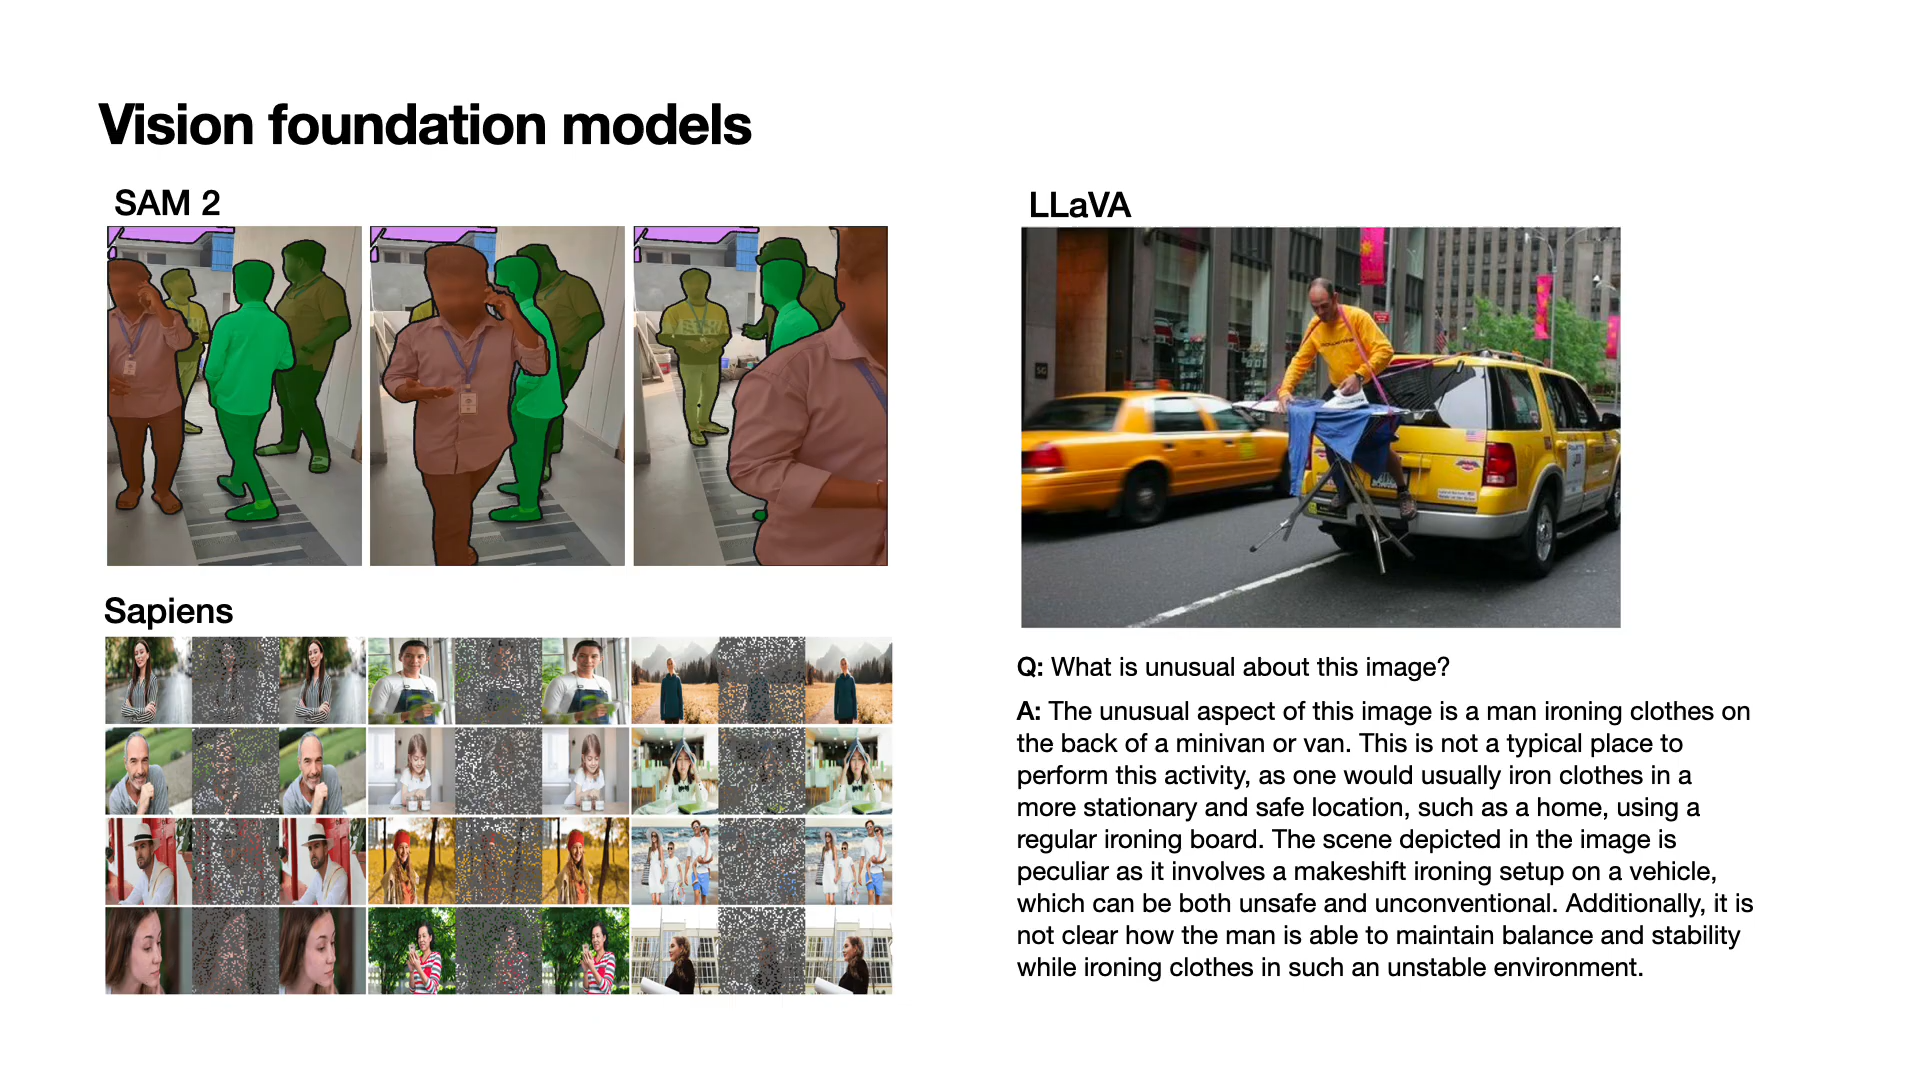 Vision foundation models
SAM 2
Sapiens
LLaVA
Q: What is unusual about this image?
A: The unusual aspect of this image is a man ironing clothes on
the back of a minivan or van. This is not a typical place to
perform this activity, as one would usually iron clothes in a
more stationary and safe location, such as a home, using a
regular ironing board. The scene depicted in the image is
peculiar as it involves a makeshift ironing setup on a vehicle,
which can be both unsafe and unconventional. Additionally, it is
not clear how the man is able to maintain balance and stability
while ironing clothes in such an unstable environment.